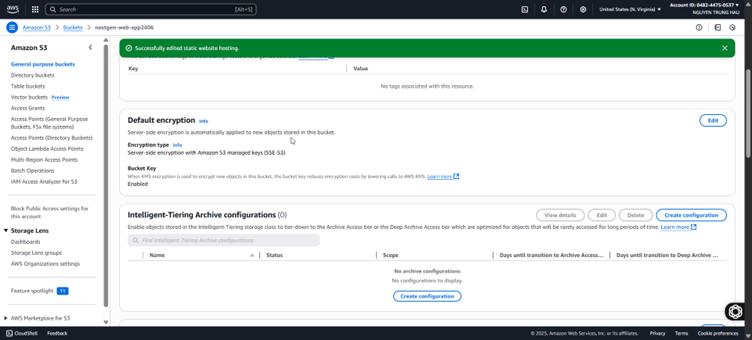 aws
Search
[Alt+S]
United States (N. Virginia)
Account ID: 0482-4475-0537
NGUYEN TRUNG HAU
Amazon S3 > Buckets > nextgen-web-app2406
Amazon S3
General purpose buckets
Directory buckets
Table buckets
Vector buckets Preview
Access Grants
Access Points (General Purpose
Buckets, FSx file systems)
Access Points (Directory Buckets)
Object Lambda Access Points
Multi-Region Access Points
Batch Operations
IAM Access Analyzer for S3
Block Public Access settings for
this account
Storage Lens
Dashboards
Storage Lens groups
AWS Organizations settings
Feature spotlight 11
AWS Marketplace for S3
Successfully edited static website hosting.
Key Value
No tags associated with this resource.
Default encryption Info
Edit
Server-side encryption is automatically applied to new objects stored in this bucket.
Encryption type Info
Server-side encryption with Amazon S3 managed keys (SSE-S3)
Bucket Key
When KMS encryption is used to encrypt new objects in this bucket, the bucket key reduces encryption costs by lowering calls to AWS KMS. Learn more
Enabled
Intelligent-Tiering Archive configurations (0)
View details Edit Delete Create configuration
Enable objects stored in the Intelligent-Tiering storage class to tier-down to the Archive Access tier or the Deep Archive Access tier which are optimized for objects that will be rarely accessed for long periods of time. Learn more
Find Intelligent-Tiering Archive configurations
Name Status Scope Days until transition to Archive Access... Days until transition to Deep Archive ...
No archive configurations
No configurations to display.
Create configuration
CloudShell Feedback
© 2025, Amazon Web Services, Inc. or its affiliates. Privacy Terms Cookie preferences